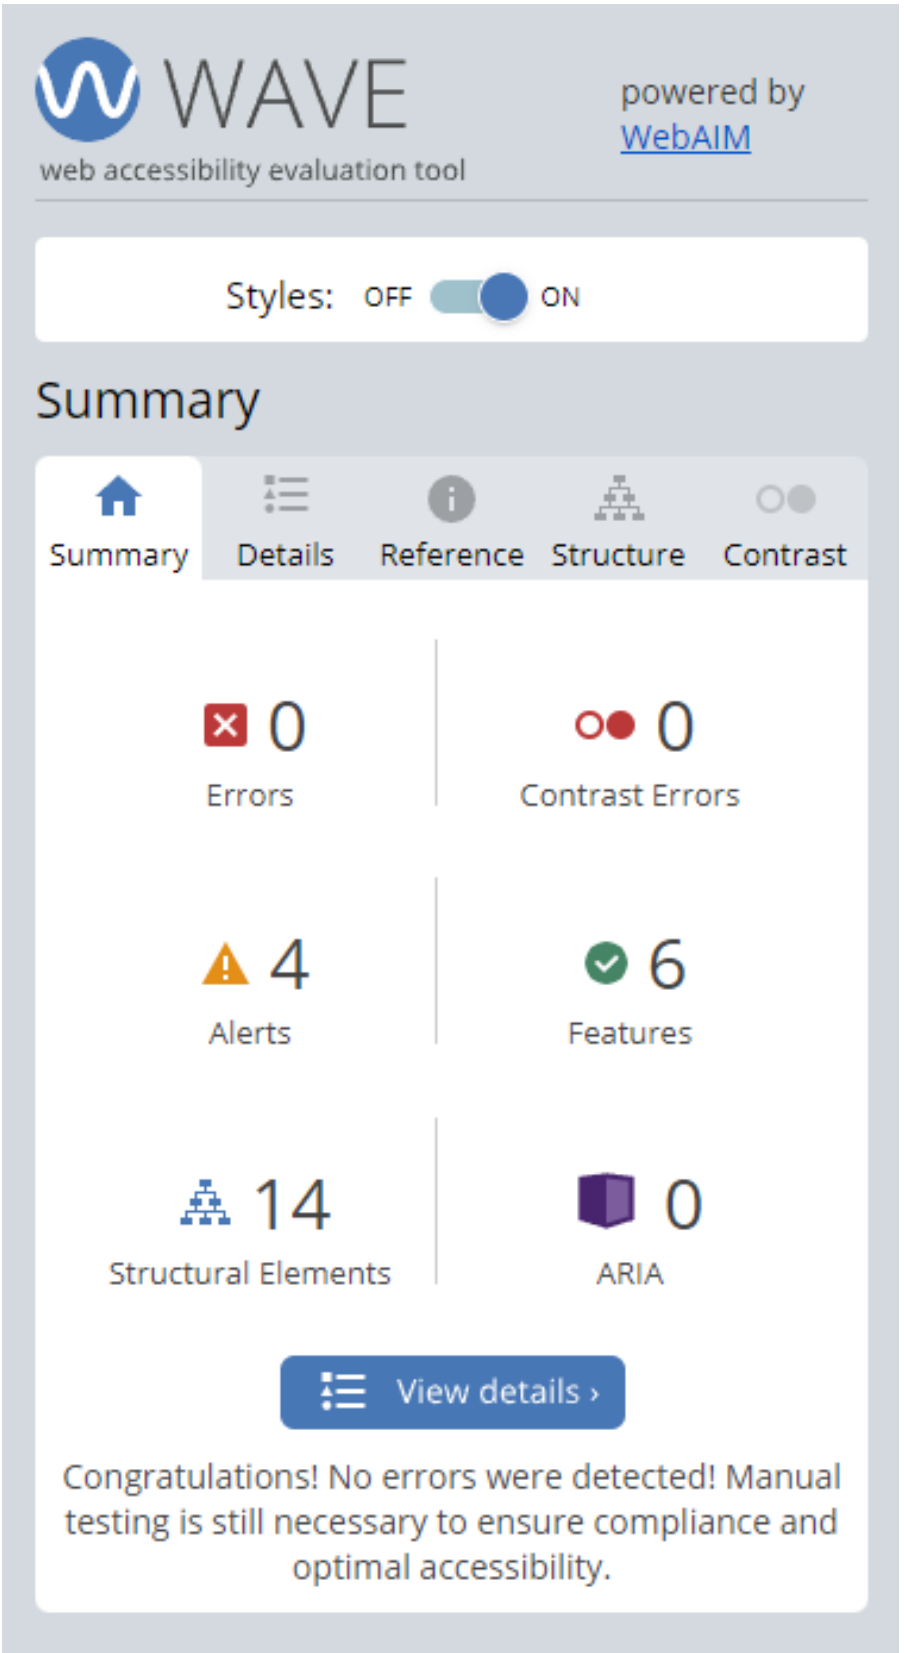 WAVE
web accessibility evaluation tool
powered by
WebAIM
Styles: OFF ON
Summary
Summary Details Reference Structure Contrast
0 0
Errors Contrast Errors
4 6
Alerts Features
14 0
Structural Elements ARIA
View details ›
Congratulations! No errors were detected! Manual
testing is still necessary to ensure compliance and
optimal accessibility.